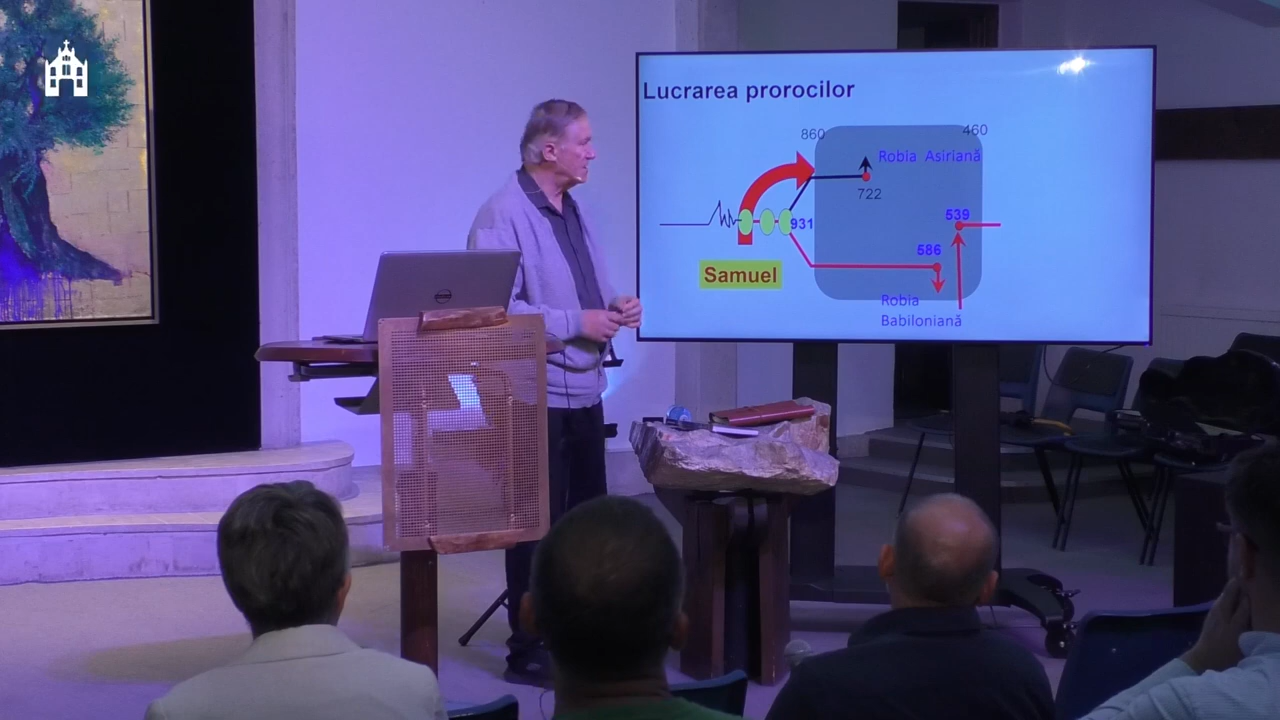 Lucrarea prorocilor
860
460
Robia Asiriană
722
931
539
586
Samuel
Robia
Babiloniană